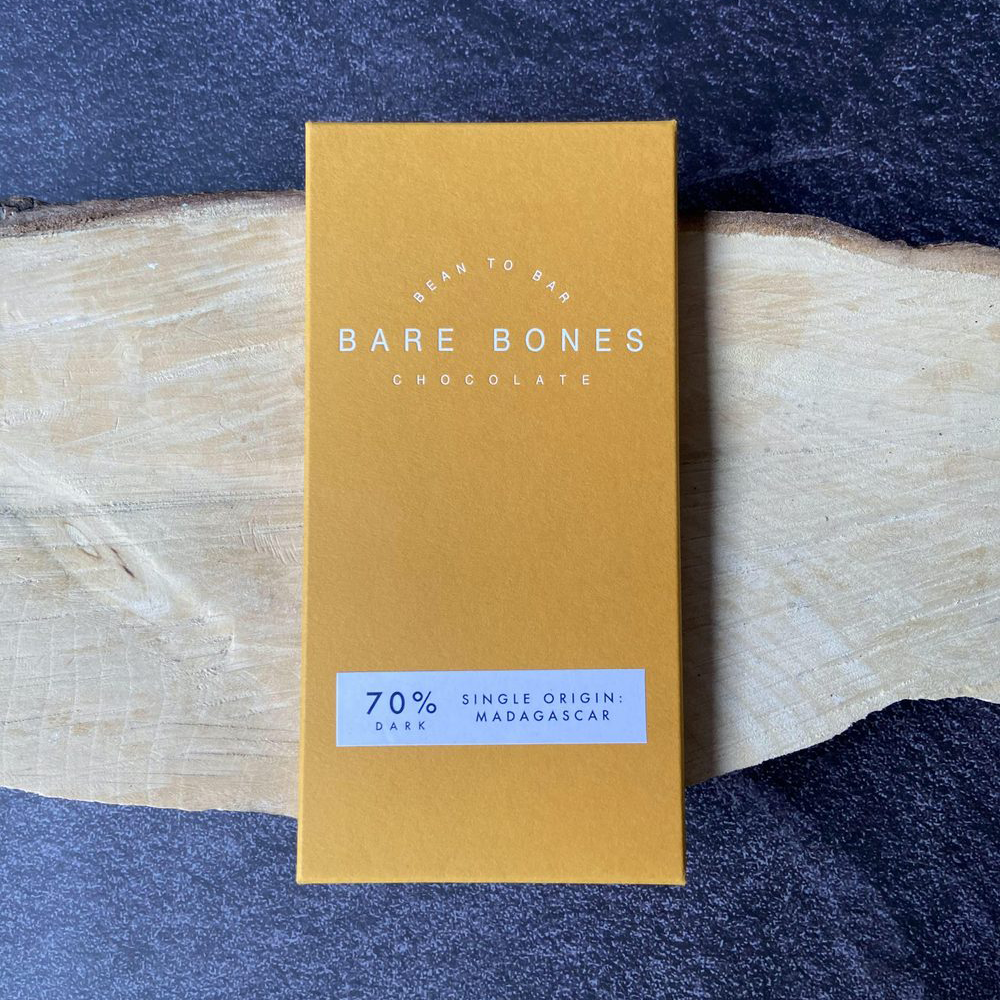 BEAN TO BAR
BARE BONES
CHOCOLATE
70%
DARK
SINGLE ORIGIN:
MADAGASCAR